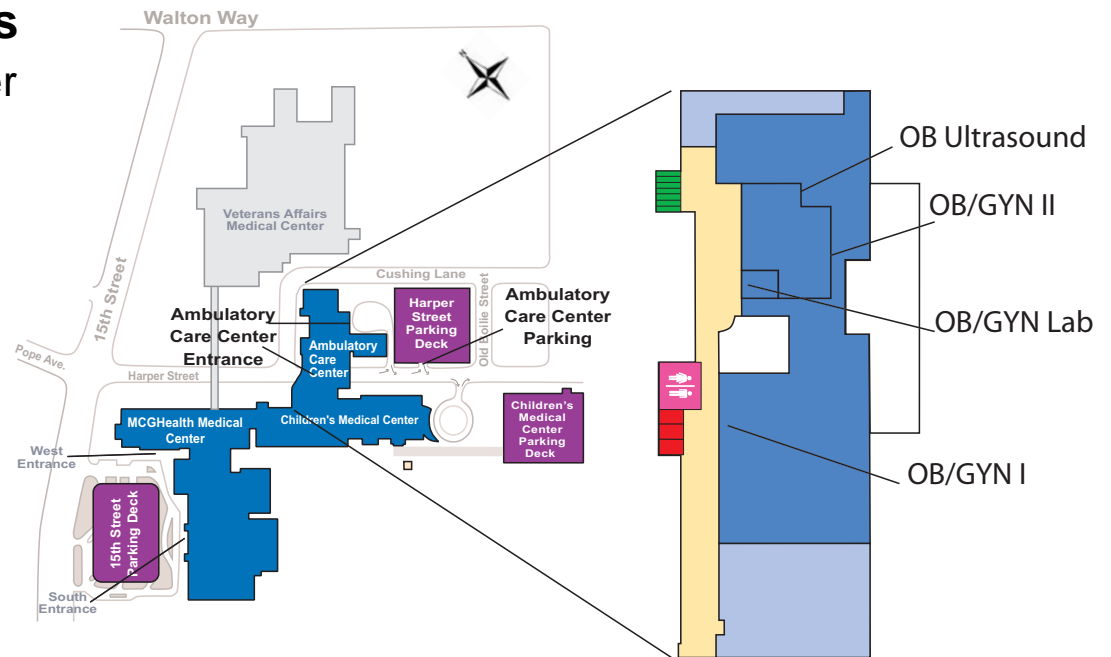 s
er
Walton Way
Veterans Affairs
Medical Center
15th Street
Cushing Lane
Old Boilie Street
Ambulatory
Care Center
Entrance
Ambulatory
Care
Center
Harper
Street
Parking
Deck
Ambulatory
Care Center
Parking
Pope Ave.
Harper Street
MCGHealth Medical
Center
Children's Medical Center
Children's
Medical
Center
Parking
Deck
West
Entrance
15th Street
Parking Deck
South
Entrance
OB Ultrasound
OB/GYN II
OB/GYN Lab
OB/GYN I